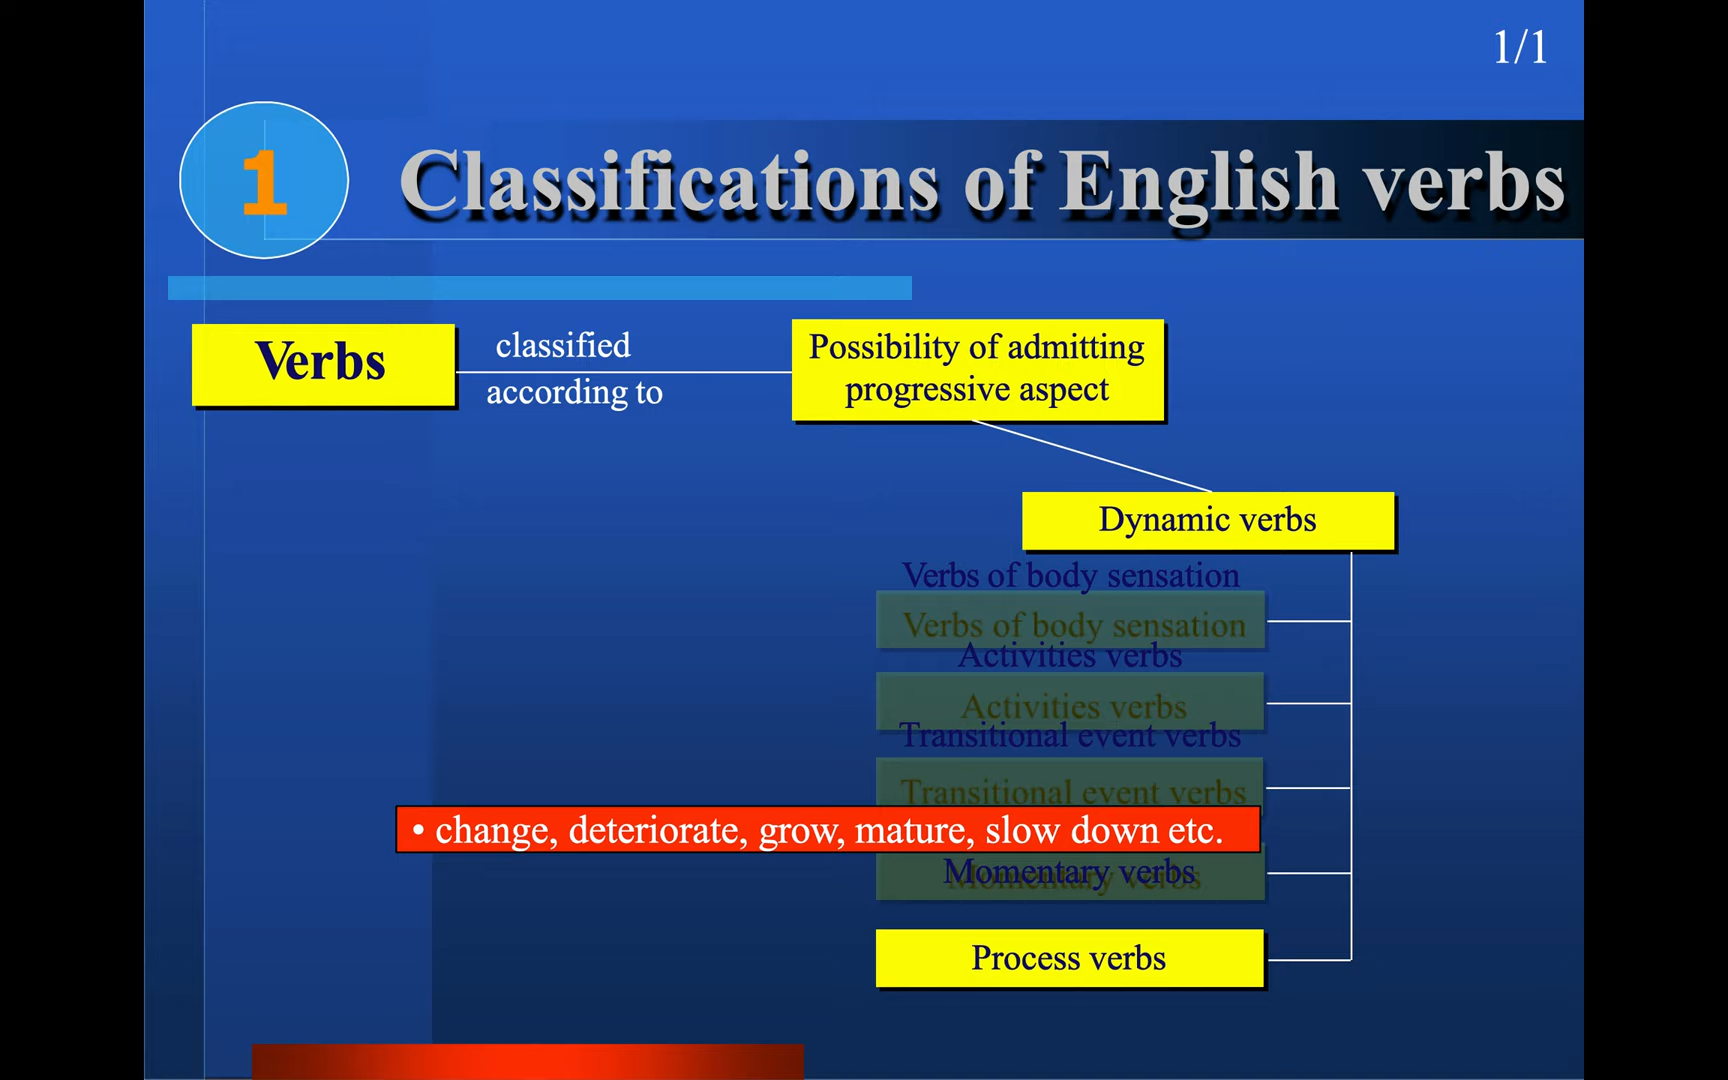 1/1
1
Classifications of English verbs
Verbs
classified
according to
Possibility of admitting
progressive aspect
Dynamic verbs
Verbs of body sensation
Verbs of body sensation
Activities verbs
Activities verbs
Transitional event verbs
Transitional event verbs
• change, deteriorate, grow, mature, slow down etc.
Momentary verbs
Momentary verbs
Process verbs